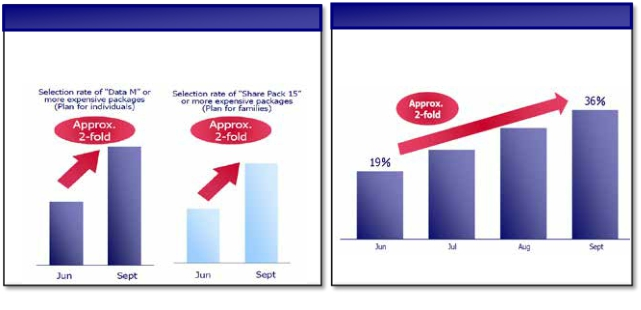 Selection rate of "Data M" or
more expensive packages
(Plan for individuals)
Approx.
2-fold
Jun
Sept
Selection rate of "Share Pack 15"
or more expensive packages
(Plan for families)
Approx.
2-fold
Jun
Sept
Approx.
2-fold
19%
36%
Jun
Jul
Aug
Sept